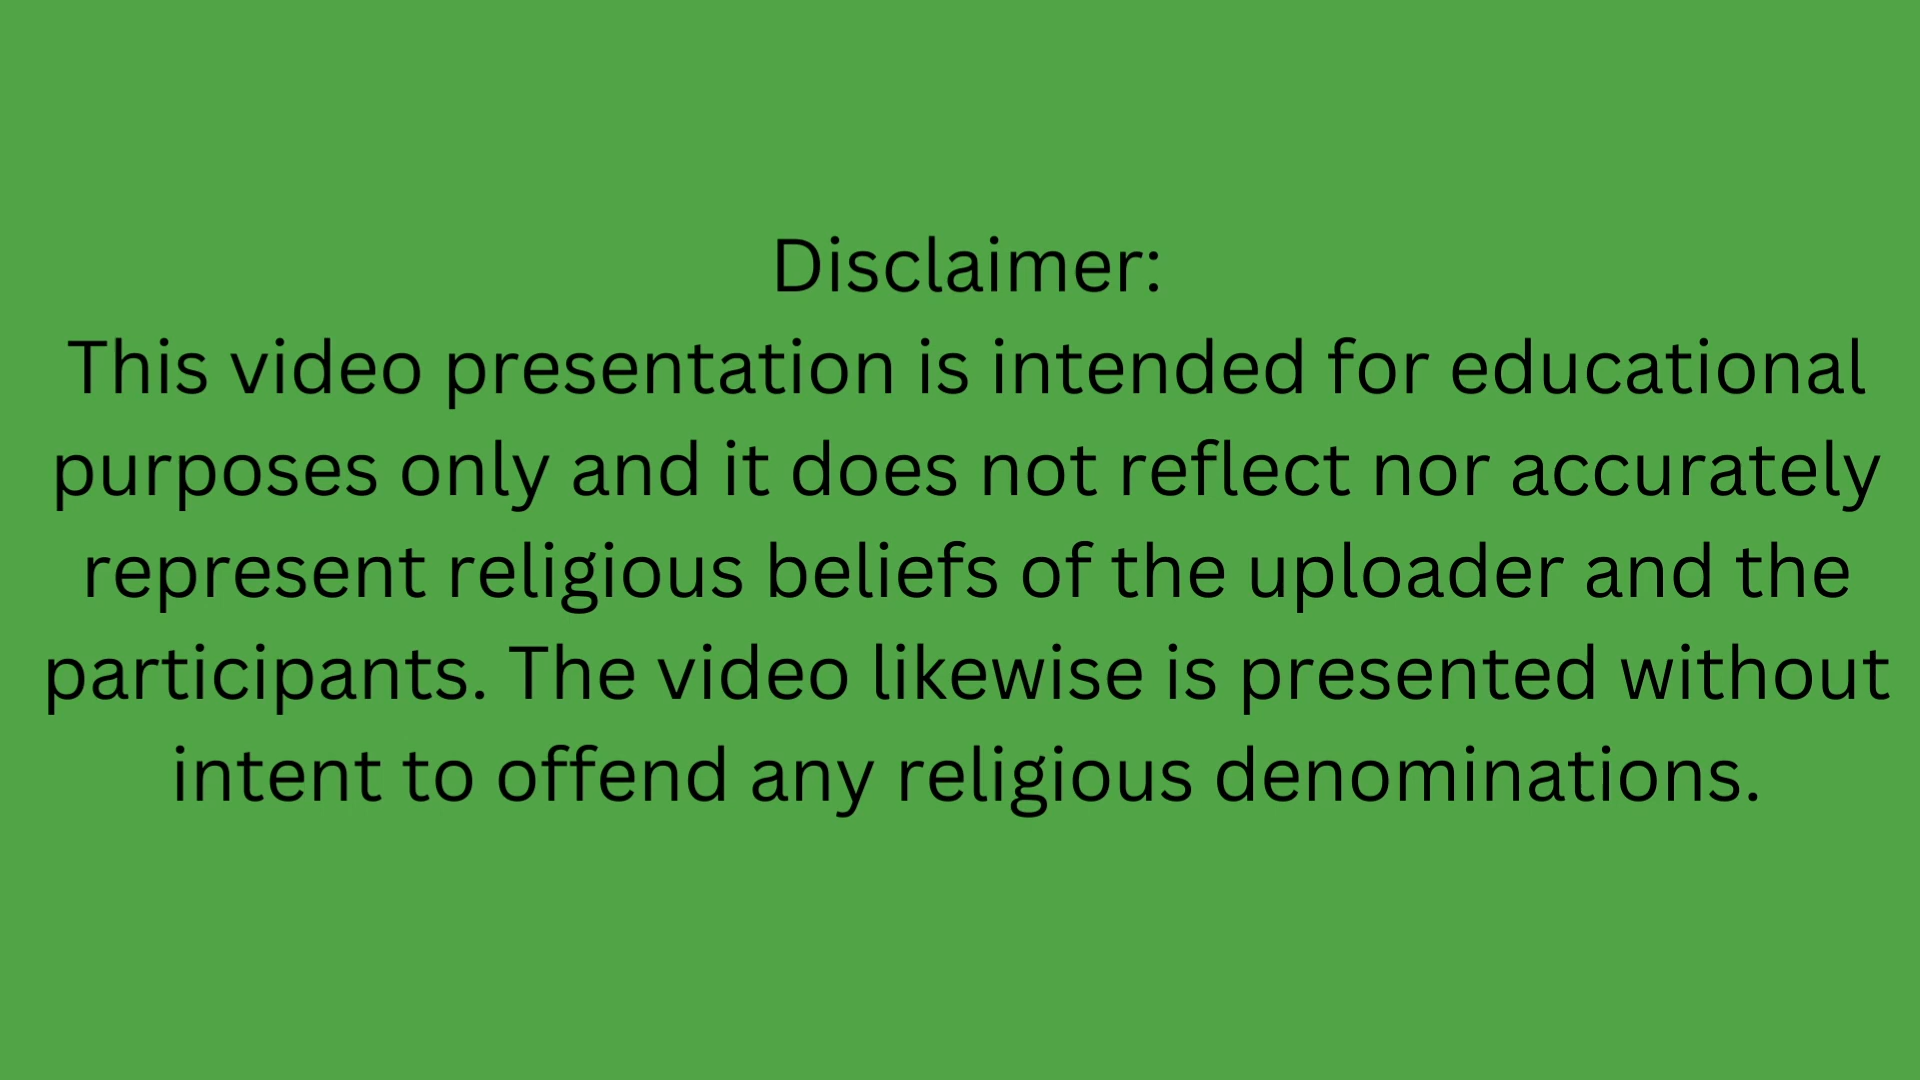 Disclaimer:
This video presentation is intended for educational
purposes only and it does not reflect nor accurately
represent religious beliefs of the uploader and the
participants. The video likewise is presented without
intent to offend any religious denominations.